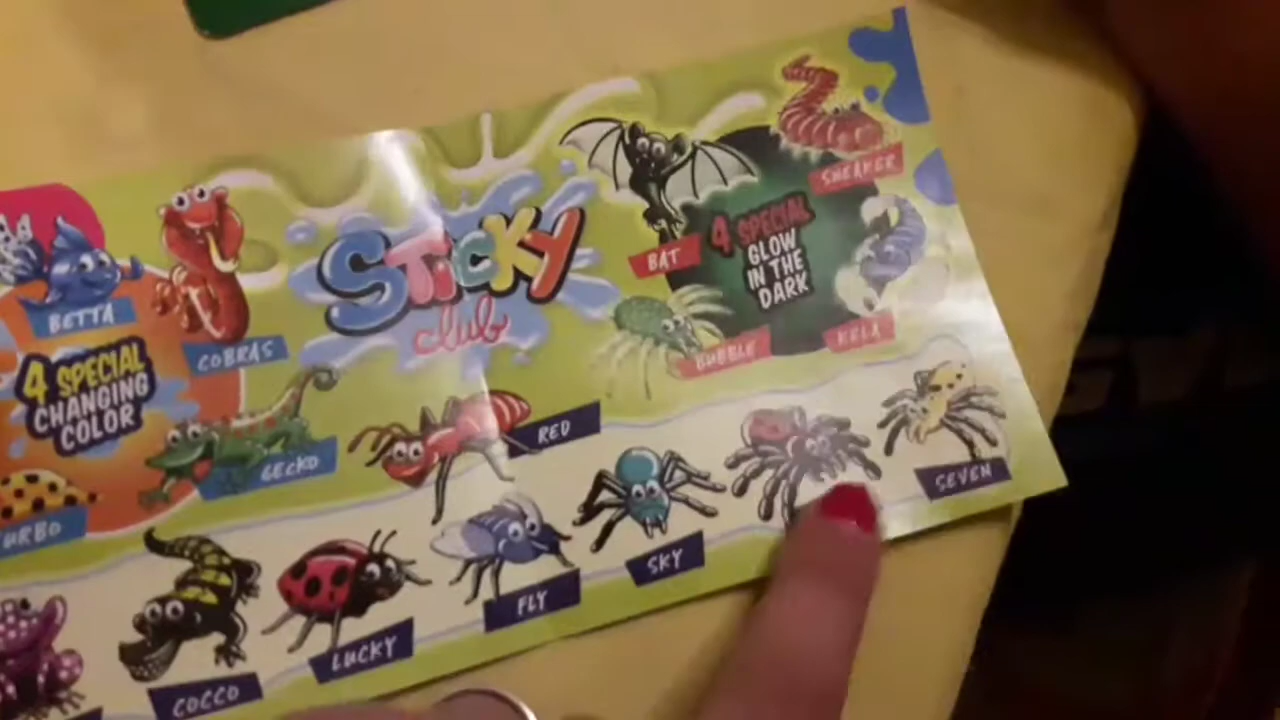 STICKY
club
BAT
SNEAKER
4 SPECIAL
GLOW
IN THE
DARK
BUBBLE
KELA
BETTA
COBRAS
4 SPECIAL
CHANGING
COLOR
GECKO
RED
SEVEN
SKY
FLY
LUCKY
COCCO